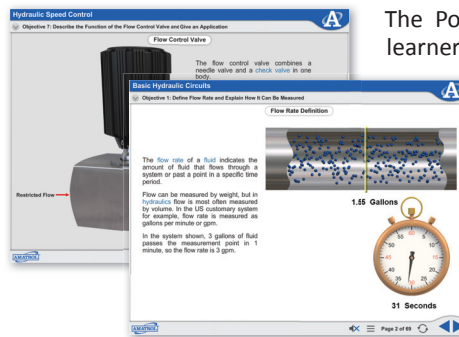 The Po
learner
Hydraulic Speed Control
Objective 7: Describe the Function of the Flow Control Valve and Give an Application
Flow Control Valve
The flow control valve combines a
needle valve and a check valve in one
body.
Restricted Flow
AMATROL
Basic Hydraulic Circuits
Objective 1: Define Flow Rate and Explain How It Can Be Measured
Flow Rate Definition
The flow rate of a fluid indicates the
amount of fluid that flows through a
system or past a point in a specific time
period.
Flow can be measured by weight, but in
hydraulics flow is most often measured
by volume. In the US customary system
for example, flow rate is measured as
gallons per minute or gpm.
In the system shown, 3 gallons of fluid
passes the measurement point in 1
minute, so the flow rate is 3 gpm.
1.55 Gallons
60
55 5
50 10
45 15
40 20
35 25
30
31 Seconds
AMATROL
Page 2 of 89